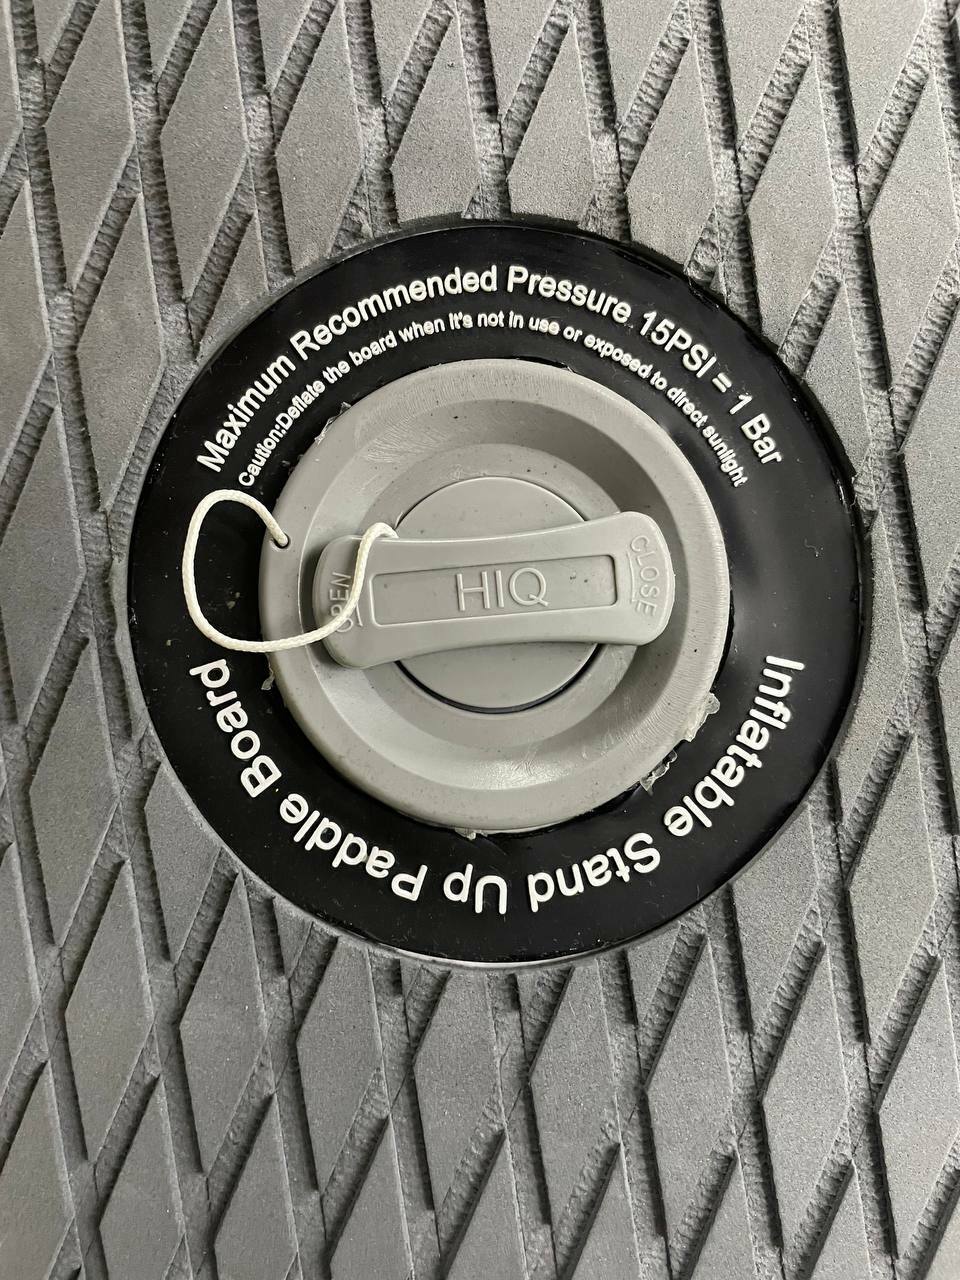 Maximum Recommended Pressure 15PSI = 1 Bar
Caution:Deflate the board when it's not in use or exposed to direct sunlight
OPEN
HIQ
CLOSE
Inflatable Stand Up Paddle Board